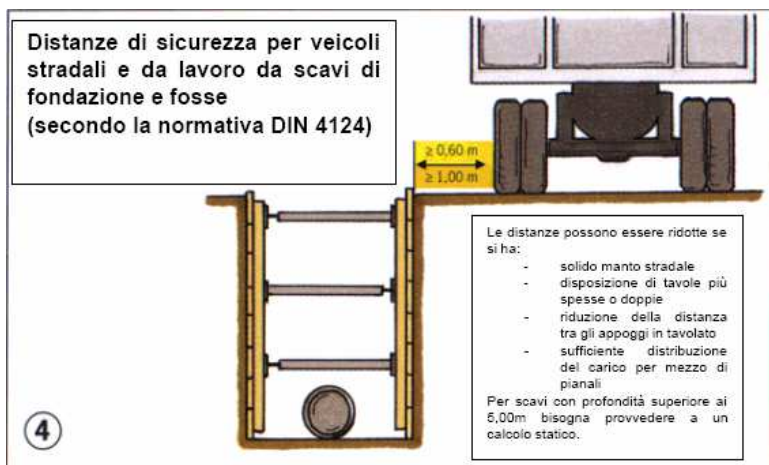 Distanze di sicurezza per veicoli
stradali e da lavoro da scavi di
fondazione e fosse
(secondo la normativa DIN 4124)
≥ 0,60 m
≥ 1,00 m
Le distanze possono essere ridotte se
si ha:
- solido manto stradale
- disposizione di tavole più
spesse o doppie
- riduzione della distanza
tra gli appoggi in tavolato
- sufficiente distribuzione
del carico per mezzo di
pianali
Per scavi con profondità superiore ai
5,00m bisogna provvedere a un
calcolo statico.
4